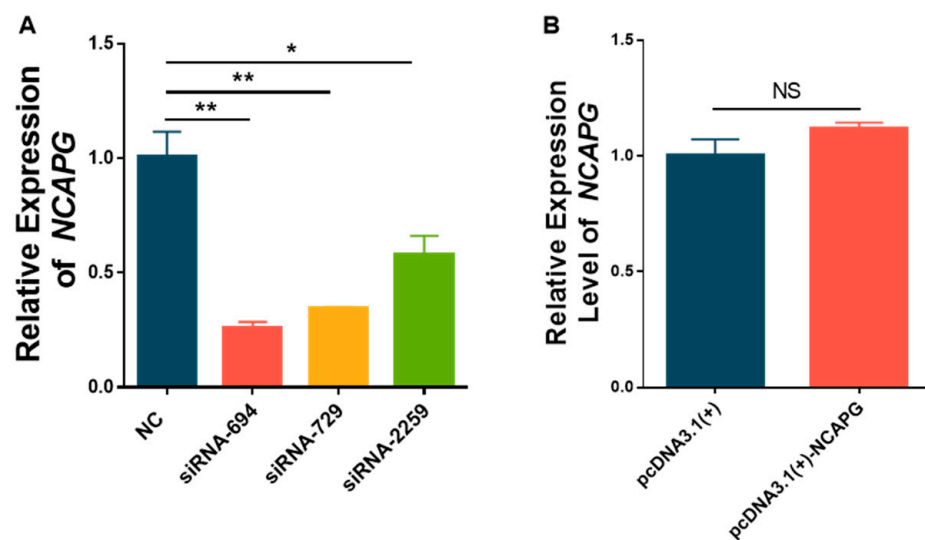 A
Relative Expression
of NCAPG
1.5
1.0
0.5
0.0
*
**
**
NC
siRNA-694
siRNA-729
siRNA-2259
B
Relative Expression
Level of NCAPG
1.5
1.0
0.5
0.0
NS
pcDNA3.1(+)
pcDNA3.1(+)-NCAPG